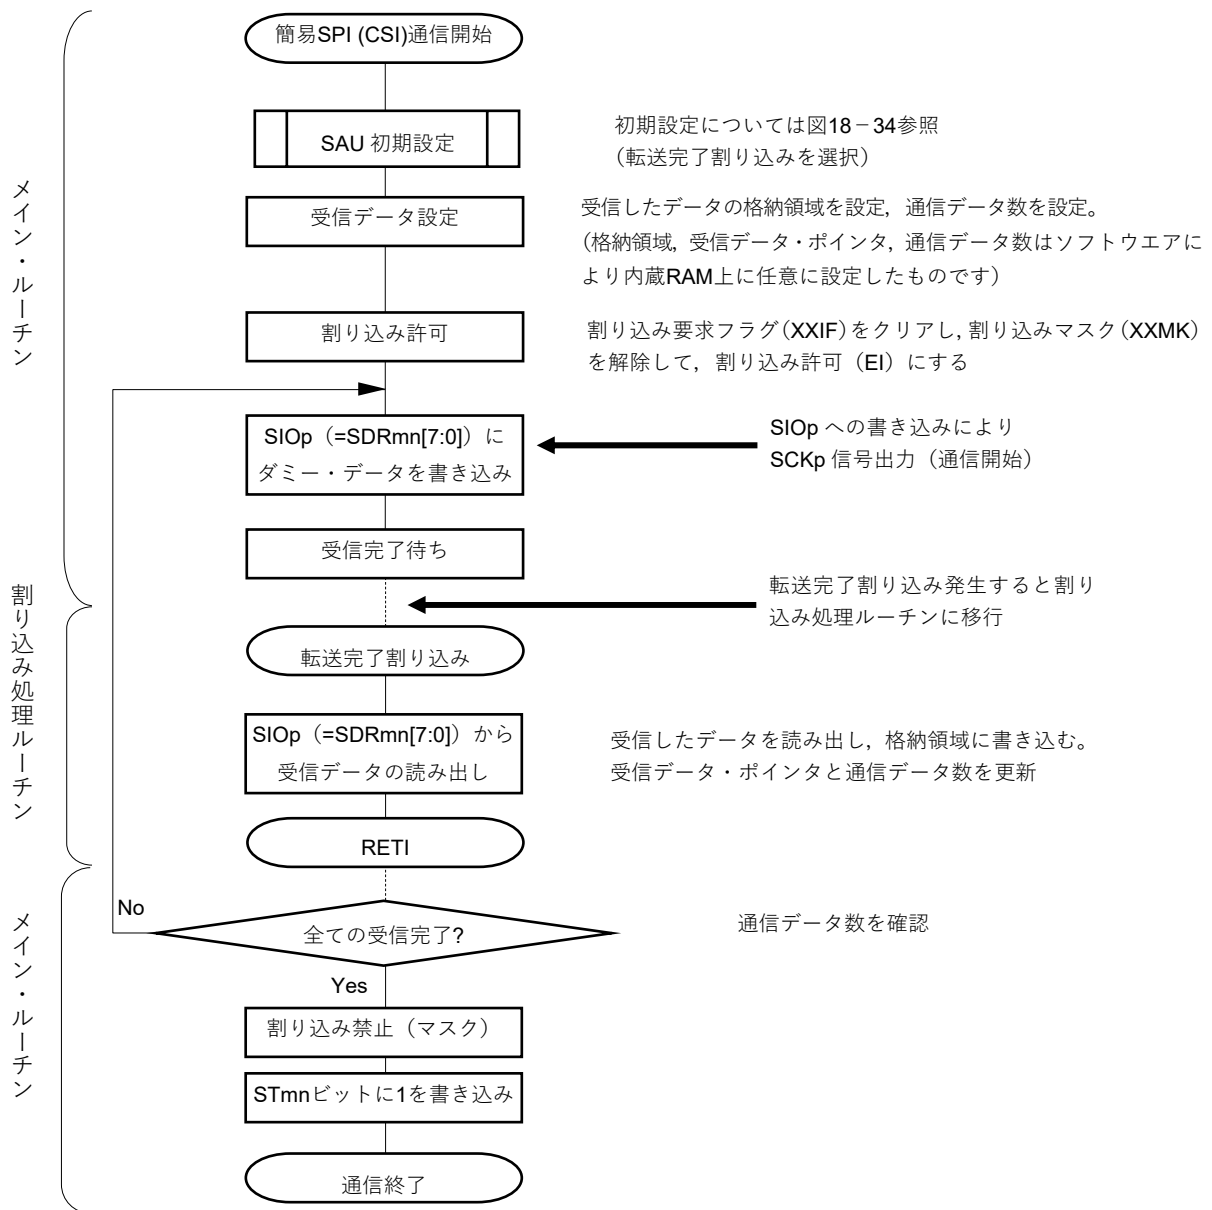 簡易SPI (CSI)通信開始
SAU 初期設定
初期設定については図18－34参照
（転送完了割り込みを選択）
メイン・ルーチン
受信データ設定
受信したデータの格納領域を設定，通信データ数を設定。
（格納領域，受信データ・ポインタ，通信データ数はソフトウエアに
より内蔵RAM上に任意に設定したものです）
割り込み許可
割り込み要求フラグ（XXIF）をクリアし，割り込みマスク（XXMK）
を解除して，割り込み許可（EI）にする
SIOp（=SDRmn[7:0]）に
ダミー・データを書き込み
SIOp への書き込みにより
SCKp 信号出力（通信開始）
受信完了待ち
転送完了割り込み発生すると割り
込み処理ルーチンに移行
割り込み処理ルーチン
転送完了割り込み
SIOp（=SDRmn[7:0]）から
受信データの読み出し
受信したデータを読み出し，格納領域に書き込む。
受信データ・ポインタと通信データ数を更新
RETI
No
全ての受信完了?
通信データ数を確認
メイン・ルーチン
Yes
割り込み禁止（マスク）
STmnビットに1を書き込み
通信終了